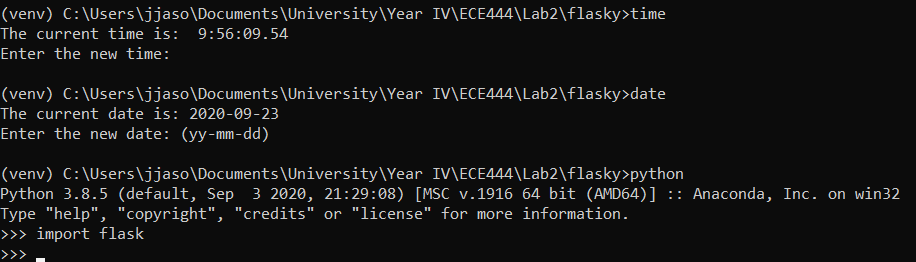 (venv) C:\Users\jjaso\Documents\University\Year IV\ECE444\Lab2\flasky>time
The current time is:  9:56:09.54
Enter the new time:
(venv) C:\Users\jjaso\Documents\University\Year IV\ECE444\Lab2\flasky>date
The current date is: 2020-09-23
Enter the new date: (yy-mm-dd)
(venv) C:\Users\jjaso\Documents\University\Year IV\ECE444\Lab2\flasky>python
Python 3.8.5 (default, Sep  3 2020, 21:29:08) [MSC v.1916 64 bit (AMD64)] :: Anaconda, Inc. on win32
Type "help", "copyright", "credits" or "license" for more information.
>>> import flask
>>>